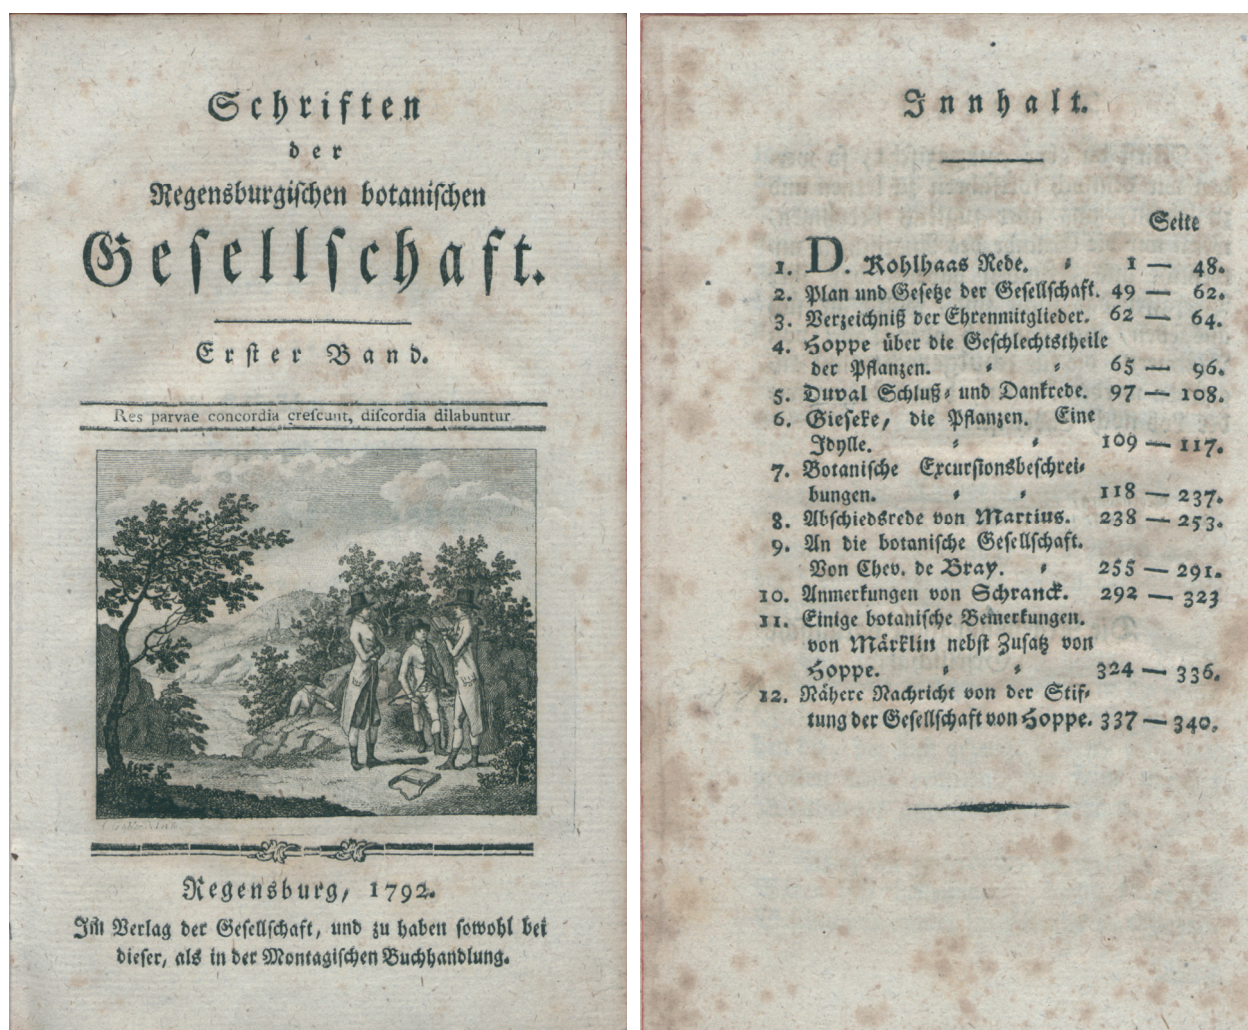 Schriften
der
Regensburgischen botanischen
Gesellschaft.
Erster Band.
Res parvae concordia crescunt, discordia dilabuntur
Regensburg, 1792.
Im Verlag der Gesellschaft, und zu haben sowohl bei
dieser, als in der Montagischen Buchhandlung.
Innhalt.
Seite
1. D. Kohlhaas Rede. 1 — 48.
2. Plan und Gesetze der Gesellschaft. 49 — 62.
3. Verzeichniß der Ehrenmitglieder. 62 — 64.
4. Hoppe über die Geschlechtstheile
der Pflanzen. 65 — 96.
5. Duval Schluß- und Dankrede. 97 — 108.
6. Gieseke, die Pflanzen. Eine
Idylle. 109 — 117.
7. Botanische Excursionsbeschrei-
bungen. 118 — 237.
8. Abschiedsrede von Martius. 238 — 253.
9. An die botanische Gesellschaft.
Von Chev. de Bray. 255 — 291.
10. Anmerkungen von Schranck. 292 — 323
11. Einige botanische Bemerkungen.
von Märklin nebst Zusatz von
Hoppe. 324 — 336.
12. Nähere Nachricht von der Stif-
tung der Gesellschaft von Hoppe. 337 — 340.